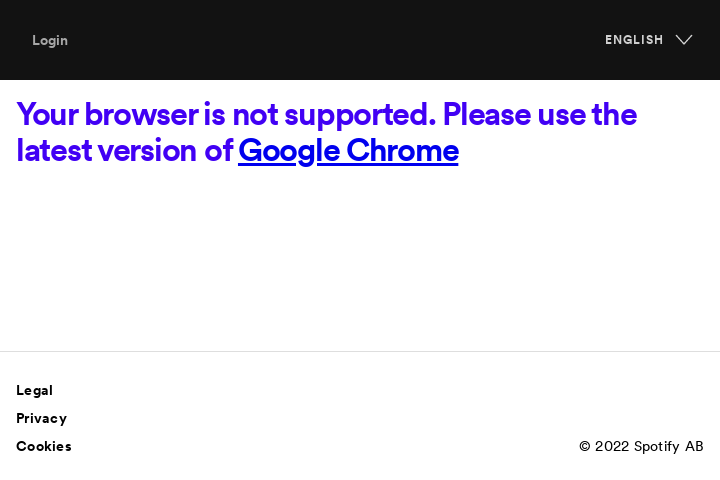 Login
ENGLISH
Your browser is not supported. Please use the
latest version of Google Chrome
Legal
Privacy
Cookies
© 2022 Spotify AB